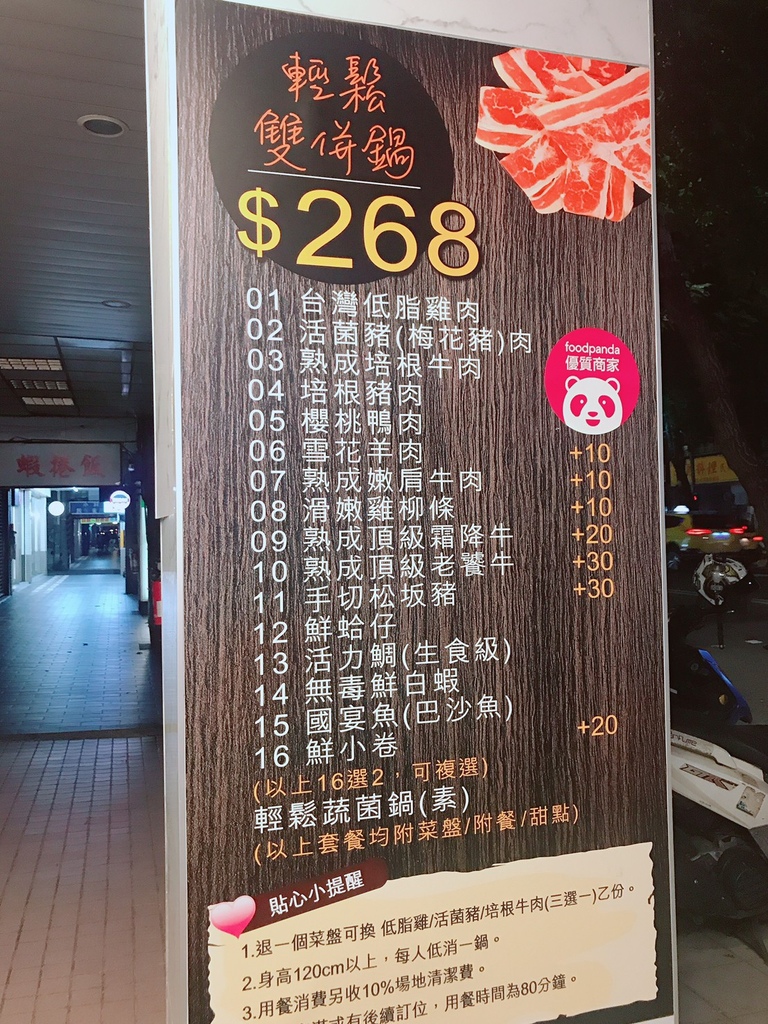 輕鬆
雙併鍋
$268
01 台灣低脂雞肉
02 活菌豬(梅花豬)肉
03 熟成培根牛肉
foodpanda
優質商家
04 培根豬肉
05 櫻桃鴨肉
06 雪花羊肉 +10
07 熟成嫩肩牛肉 +10
08 滑嫩雞柳條 +10
09 熟成頂級霜降牛 +20
10 熟成頂級老饕牛 +30
11 手切松坂豬 +30
12 鮮蛤仔
13 活力鯛(生食級)
14 無毒鮮白蝦
15 國宴魚(巴沙魚)
16 鮮小卷 +20
(以上16選2，可複選)
輕鬆蔬菌鍋(素)
(以上套餐均附菜盤/附餐/甜點)
貼心小提醒
1.退一個菜盤可換 低脂雞/活菌豬/培根牛肉(三選一)乙份。
2.身高120cm以上，每人低消一鍋。
3.用餐消費另收10%場地清潔費。
或有後續訂位，用餐時間為80分鐘。
蝦捲飯